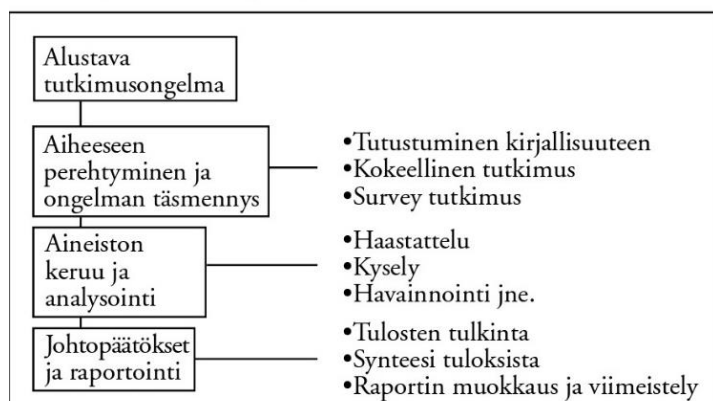 Alustava
tutkimusongelma
Aiheeseen
perehtyminen ja
ongelman täsmennys
•Tutustuminen kirjallisuuteen
•Kokeellinen tutkimus
•Survey tutkimus
Aineiston
keruu ja
analysointi
•Haastattelu
•Kysely
•Havainnointi jne.
Johtopäätökset
ja raportointi
•Tulosten tulkinta
•Synteesi tuloksista
•Raportin muokkaus ja viimeistely